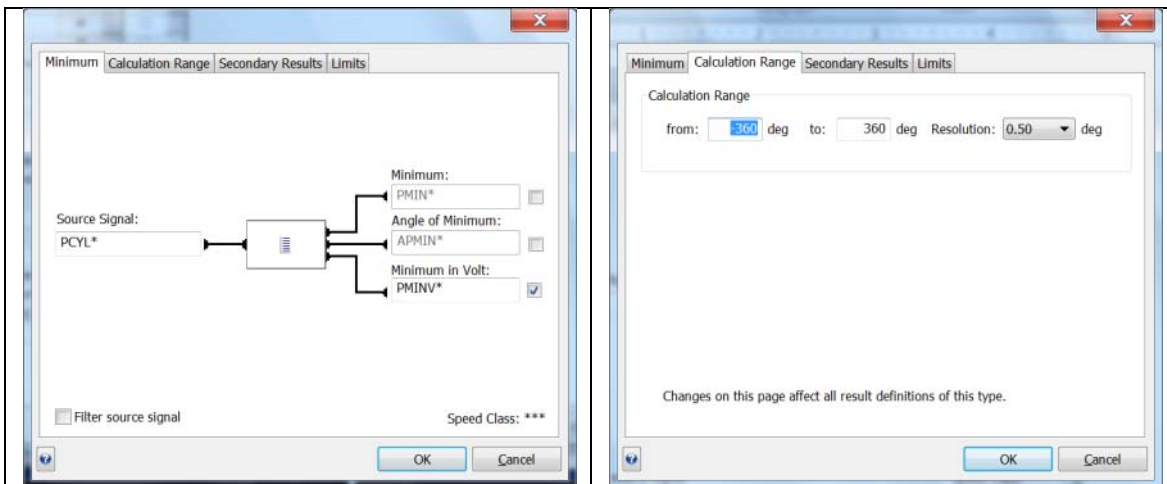 Minimum Calculation Range Secondary Results Limits
Minimum:
PMIN*
Source Signal:
Angle of Minimum:
PCYL*
APMIN*
Minimum in Volt:
PMINV*
Filter source signal
Speed Class: ***
OK Cancel
Minimum Calculation Range Secondary Results Limits
Calculation Range
from: -360 deg to: 360 deg Resolution: 0.50 deg
Changes on this page affect all result definitions of this type.
OK Cancel